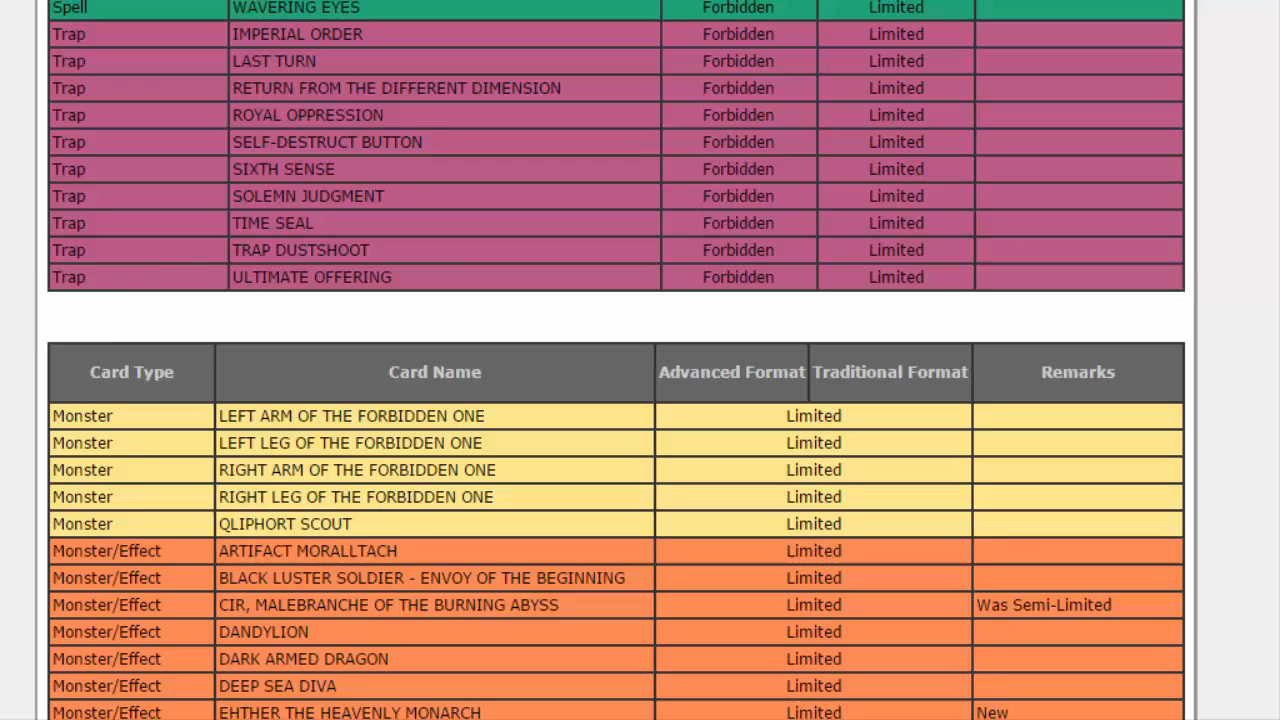 Spell WAVERING EYES Forbidden Limited
Trap IMPERIAL ORDER Forbidden Limited
Trap LAST TURN Forbidden Limited
Trap RETURN FROM THE DIFFERENT DIMENSION Forbidden Limited
Trap ROYAL OPPRESSION Forbidden Limited
Trap SELF-DESTRUCT BUTTON Forbidden Limited
Trap SIXTH SENSE Forbidden Limited
Trap SOLEMN JUDGMENT Forbidden Limited
Trap TIME SEAL Forbidden Limited
Trap TRAP DUSTSHOOT Forbidden Limited
Trap ULTIMATE OFFERING Forbidden Limited
Card Type Card Name Advanced Format Traditional Format Remarks
Monster LEFT ARM OF THE FORBIDDEN ONE Limited
Monster LEFT LEG OF THE FORBIDDEN ONE Limited
Monster RIGHT ARM OF THE FORBIDDEN ONE Limited
Monster RIGHT LEG OF THE FORBIDDEN ONE Limited
Monster QLIPHORT SCOUT Limited
Monster/Effect ARTIFACT MORALLTACH Limited
Monster/Effect BLACK LUSTER SOLDIER - ENVOY OF THE BEGINNING Limited
Monster/Effect CIR, MALEBRANCHE OF THE BURNING ABYSS Limited Was Semi-Limited
Monster/Effect DANDYLION Limited
Monster/Effect DARK ARMED DRAGON Limited
Monster/Effect DEEP SEA DIVA Limited
Monster/Effect EHTHER THE HEAVENLY MONARCH Limited New